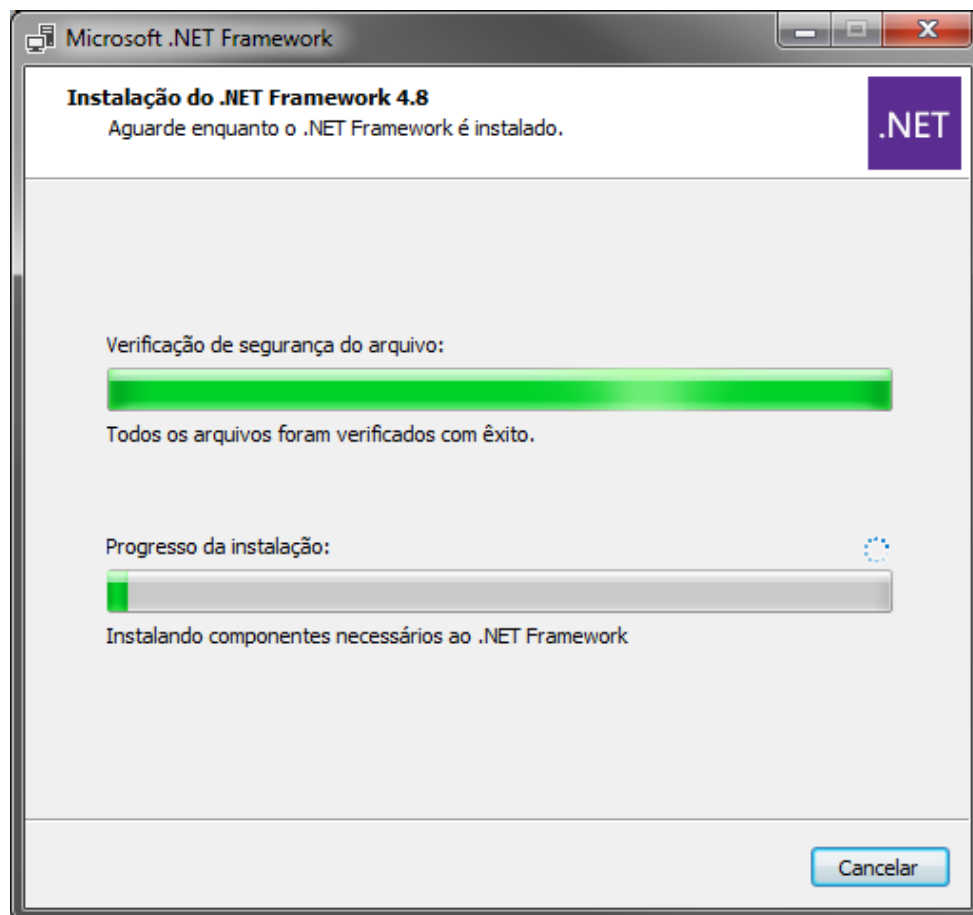 Microsoft .NET Framework
Instalação do .NET Framework 4.8
Aguarde enquanto o .NET Framework é instalado.
.NET
Verificação de segurança do arquivo:
Todos os arquivos foram verificados com êxito.
Progresso da instalação:
Instalando componentes necessários ao .NET Framework
Cancelar